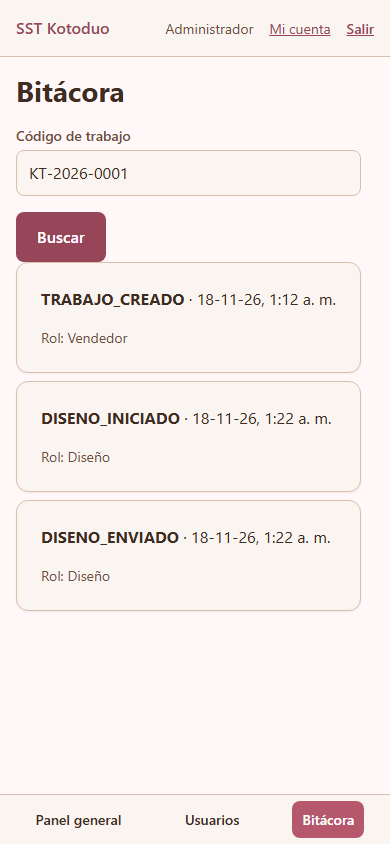 SST Kotoduo Administrador Mi cuenta Salir
Bitácora
Código de trabajo
KT-2026-0001
Buscar
TRABAJO_CREADO · 18-11-26, 1:12 a. m.
Rol: Vendedor
DISENO_INICIADO · 18-11-26, 1:22 a. m.
Rol: Diseño
DISENO_ENVIADO · 18-11-26, 1:22 a. m.
Rol: Diseño
Panel general Usuarios Bitácora